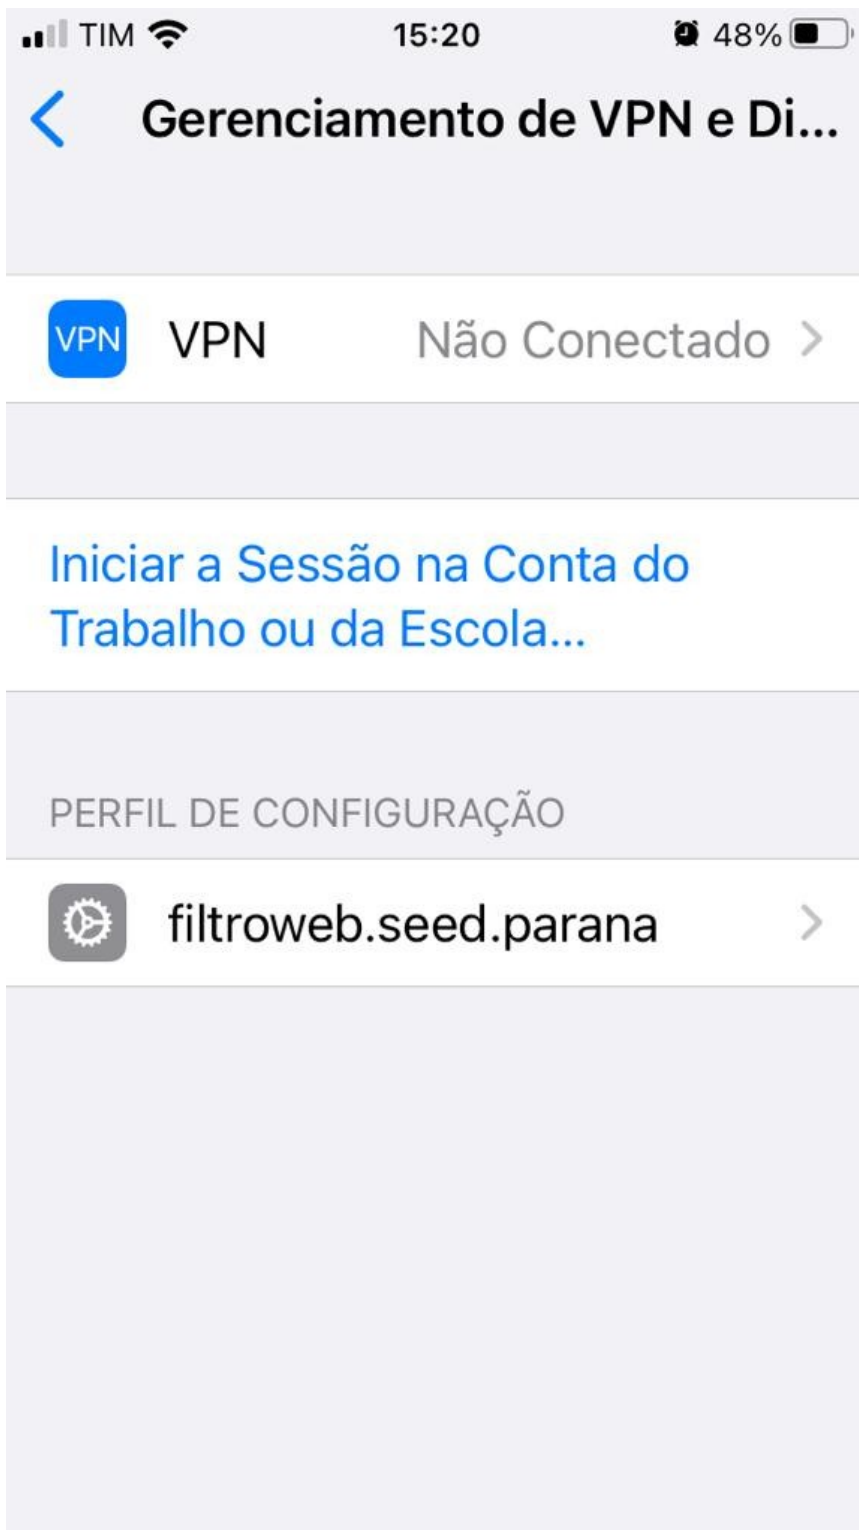 TIM 15:20 48%
Gerenciamento de VPN e Di...
VPN VPN Não Conectado
Iniciar a Sessão na Conta do
Trabalho ou da Escola...
PERFIL DE CONFIGURAÇÃO
filtroweb.seed.parana